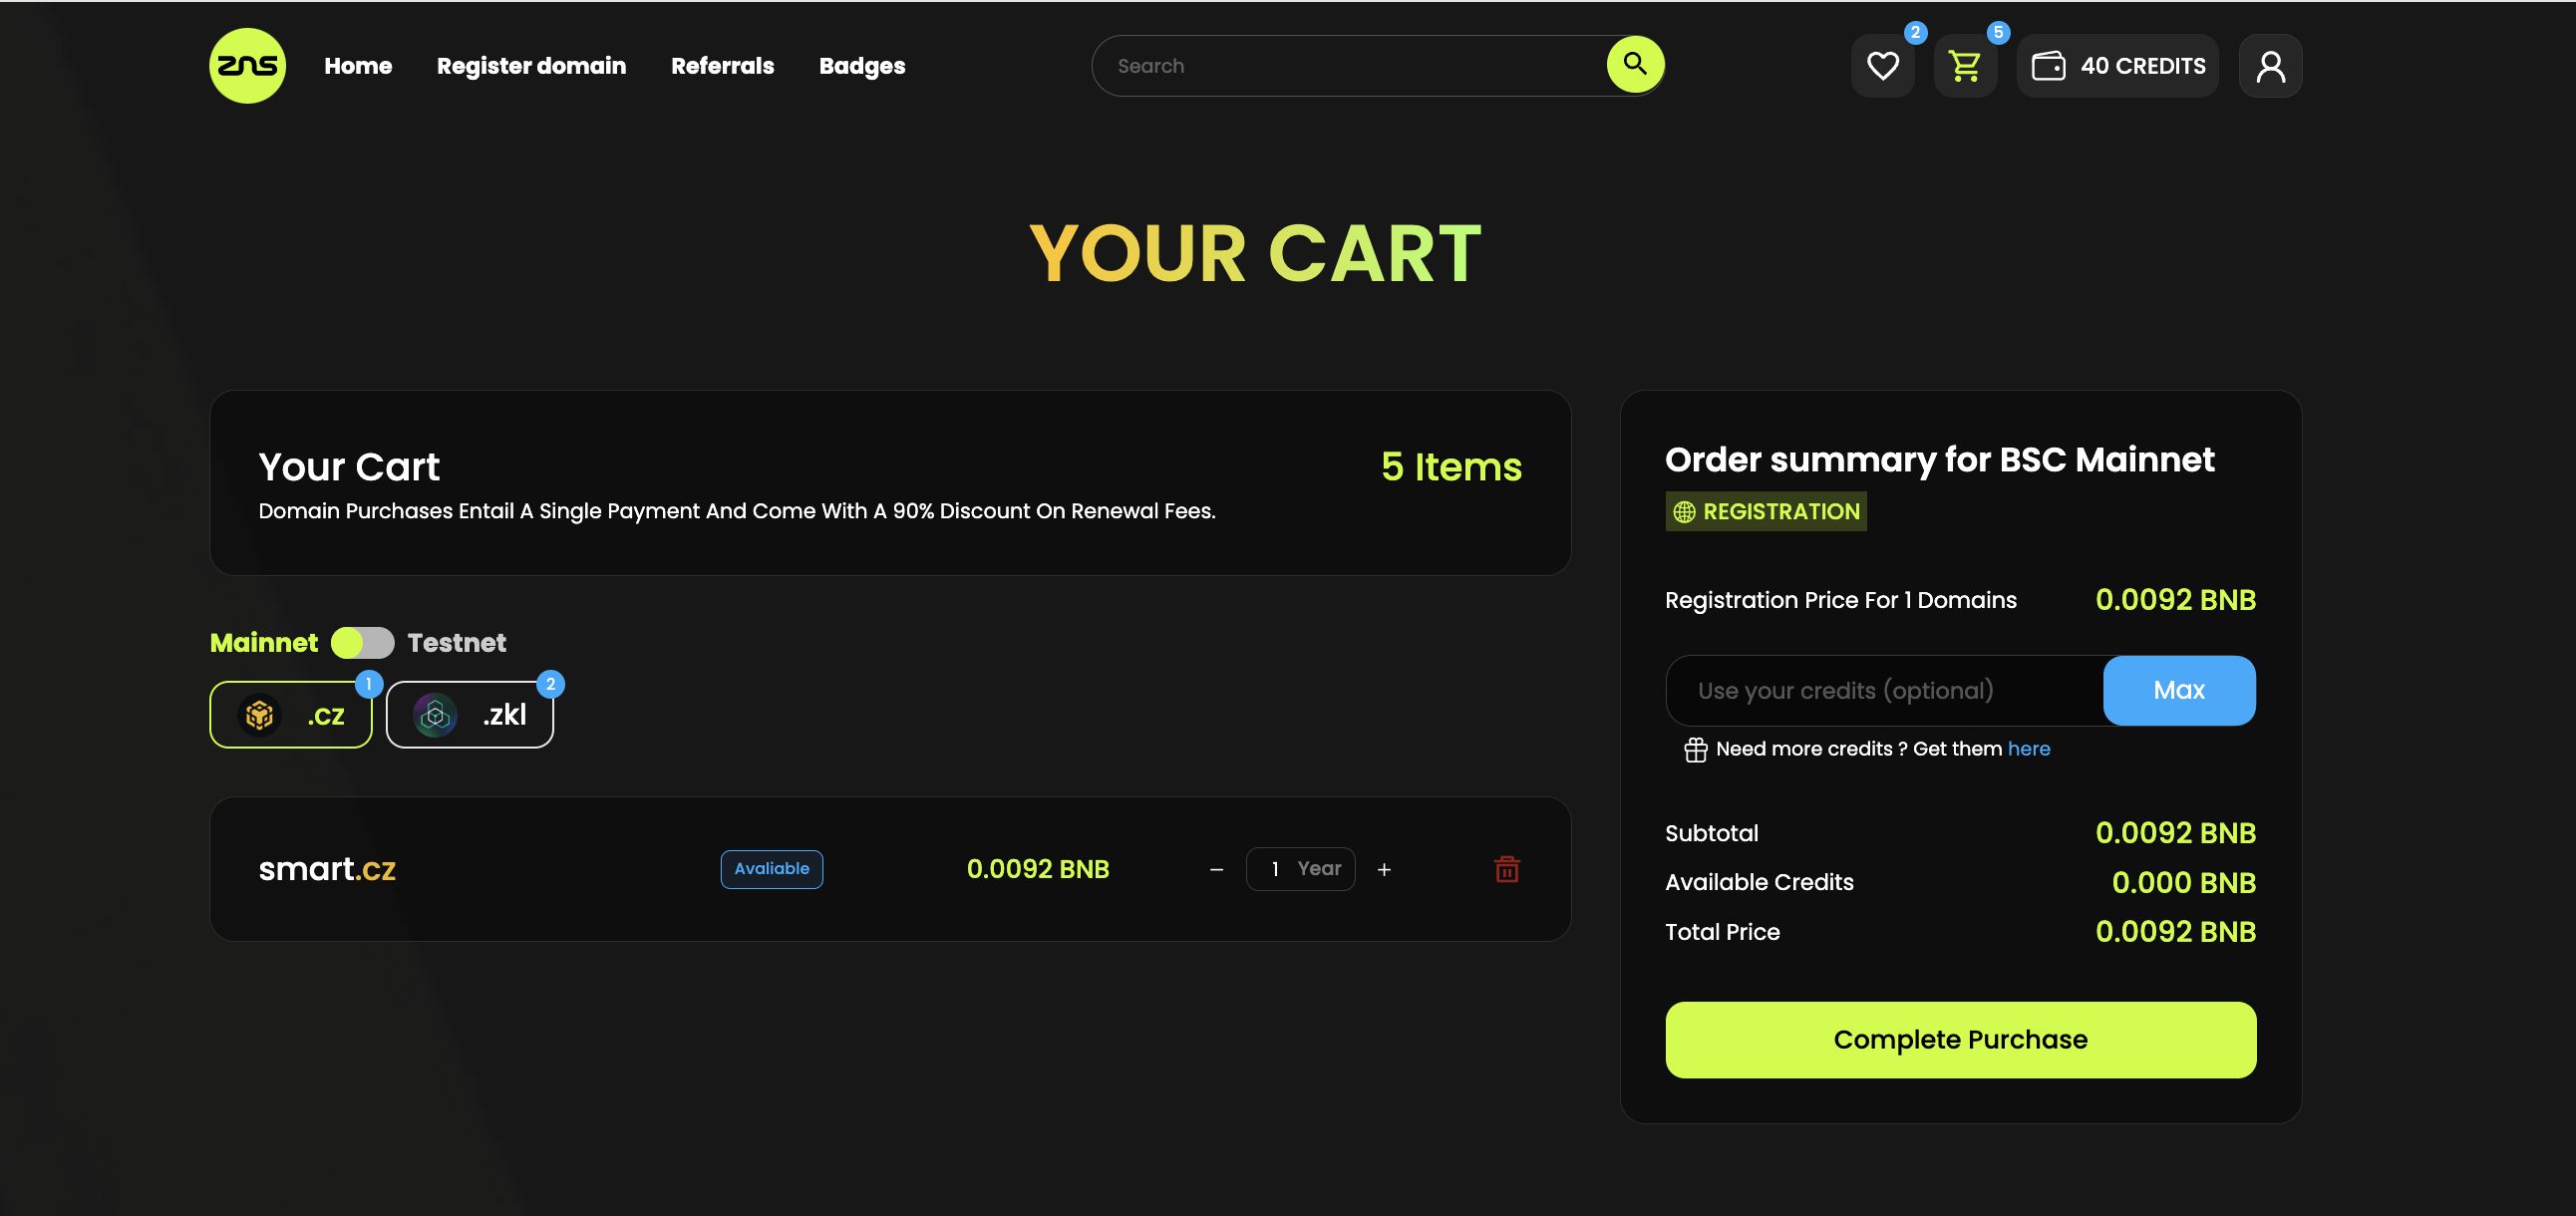 ZNS Home Register domain Referrals Badges Search 2 5 40 CREDITS
YOUR CART
Your Cart 5 Items
Domain Purchases Entail A Single Payment And Come With A 90% Discount On Renewal Fees.
Mainnet Testnet
.cz 1 .zkl 2
smart.cz Avaliable 0.0092 BNB − 1 Year +
Order summary for BSC Mainnet
REGISTRATION
Registration Price For 1 Domains 0.0092 BNB
Use your credits (optional) Max
Need more credits ? Get them here
Subtotal 0.0092 BNB
Available Credits 0.000 BNB
Total Price 0.0092 BNB
Complete Purchase